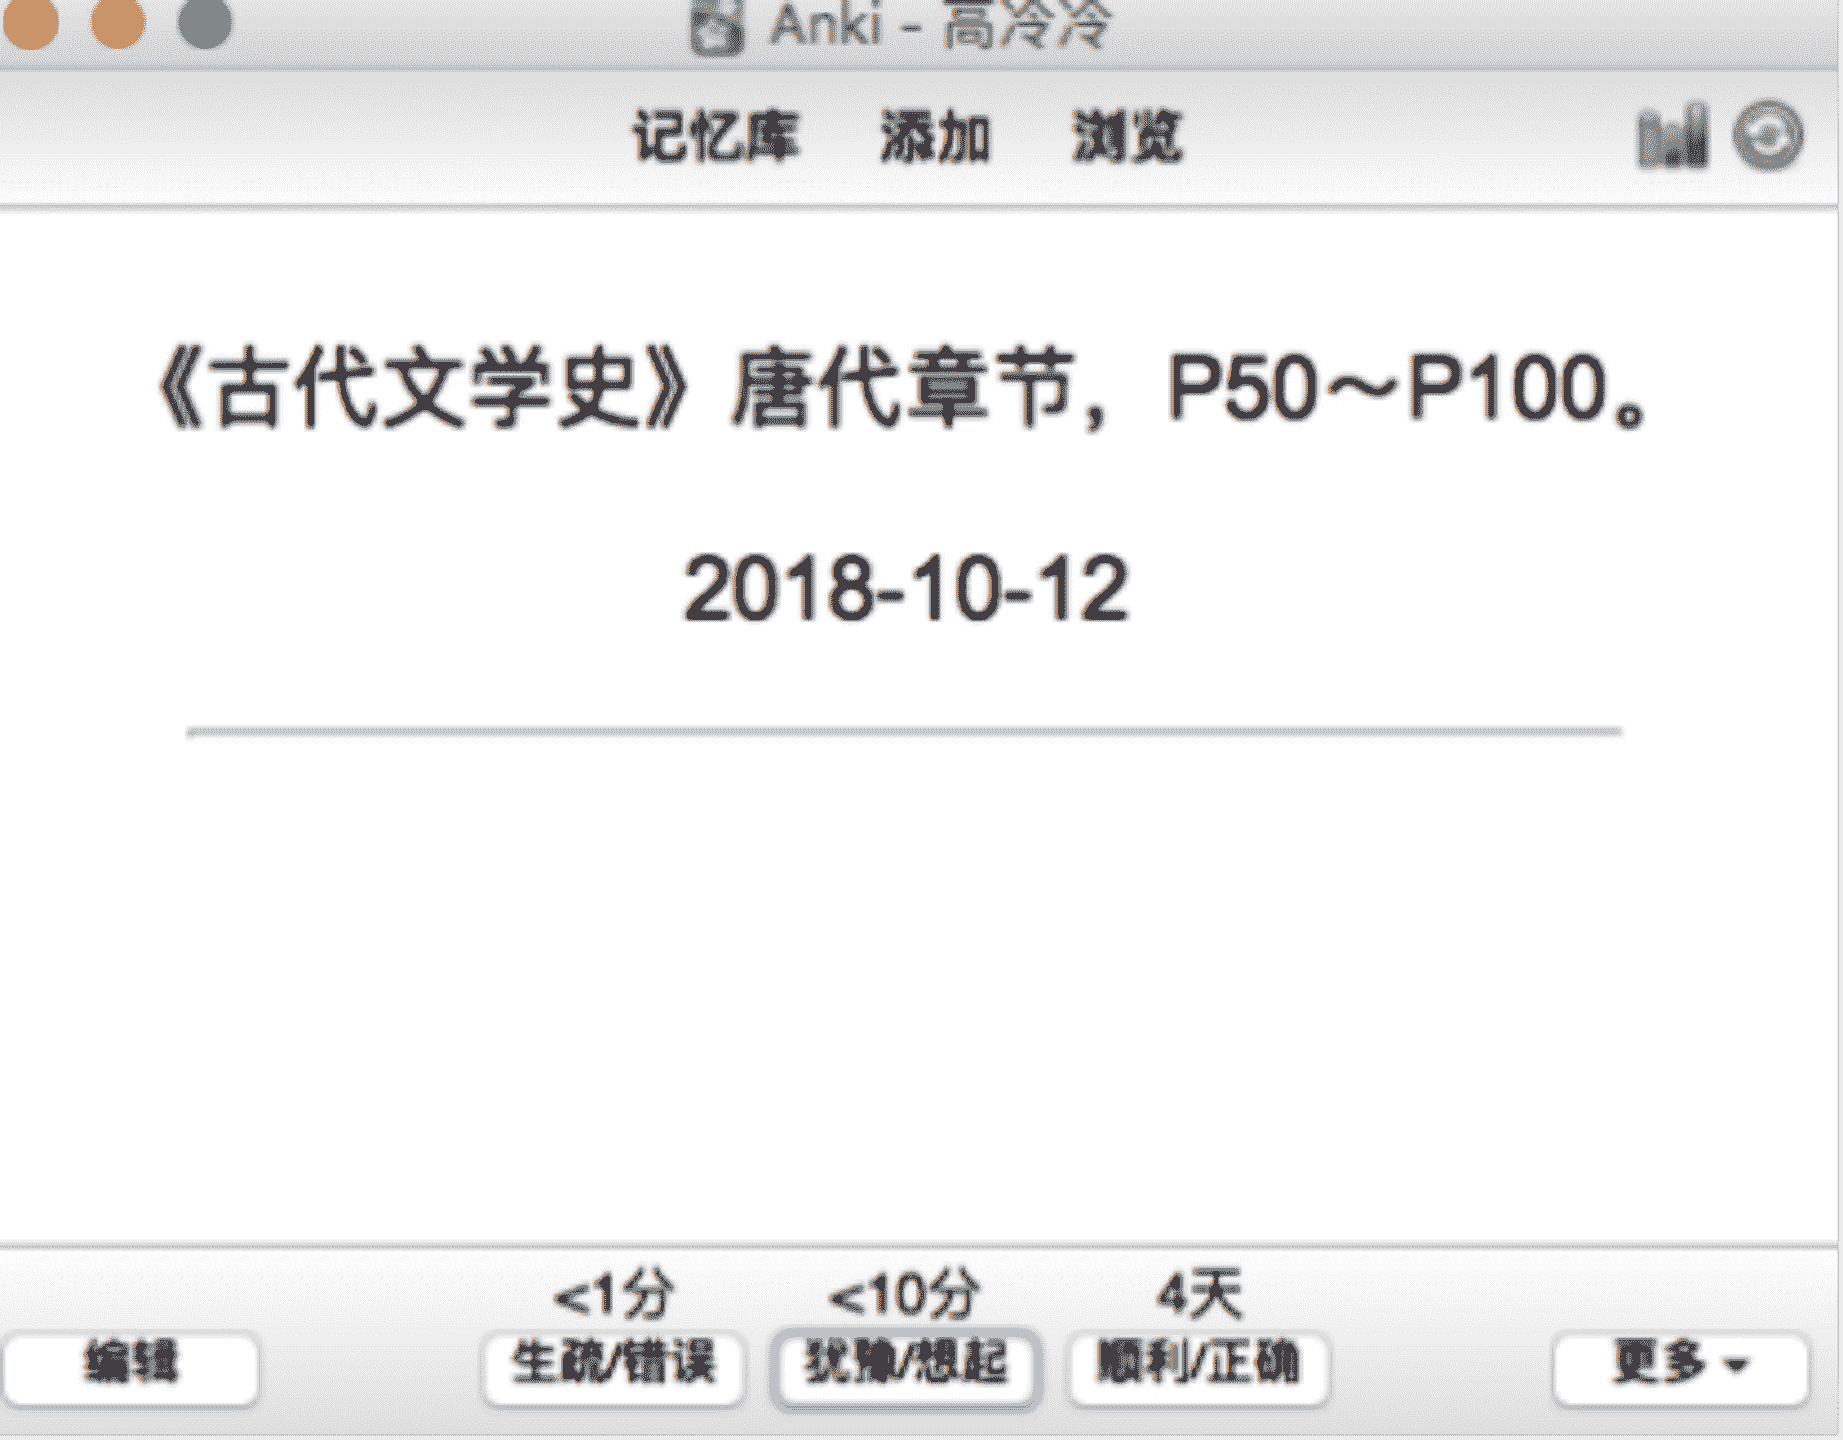 Anki - 高冷冷
记忆库 添加 浏览
《古代文学史》唐代章节，P50～P100。
2018-10-12
<1分 <10分 4天
编辑 生疏/错误 犹豫/想起 顺利/正确 更多